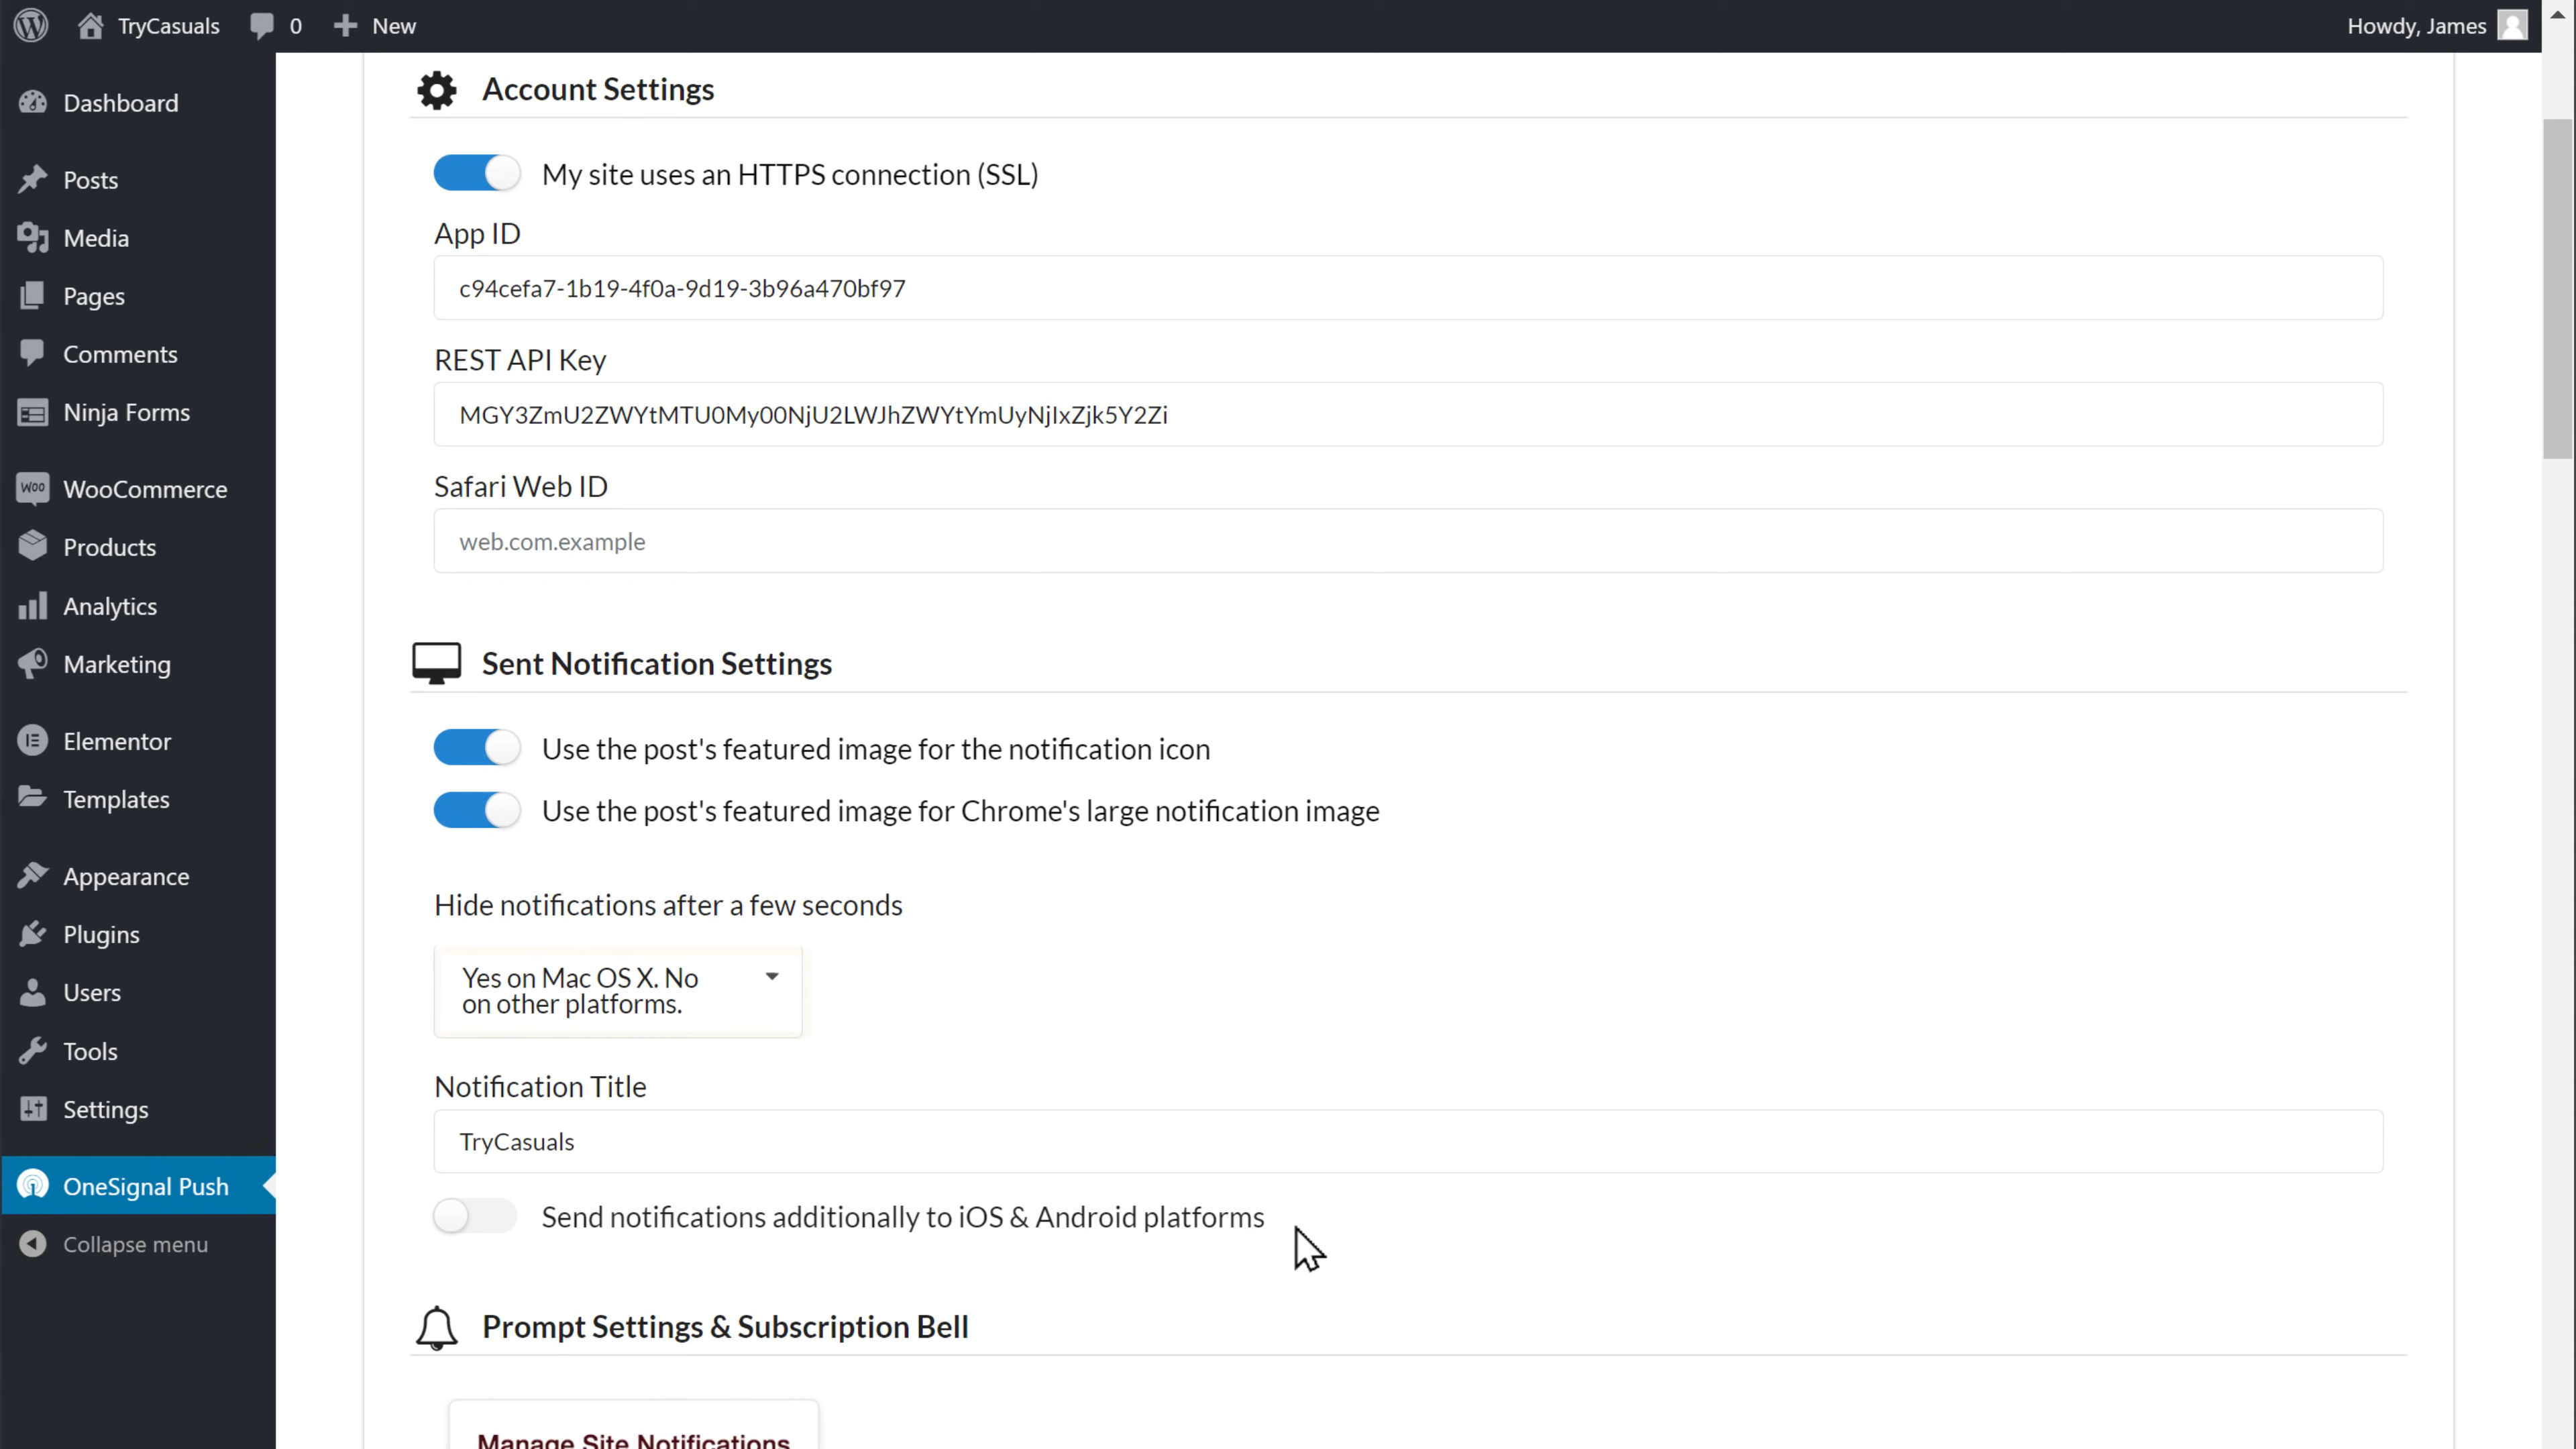 TryCasuals 0 New Howdy, James
Dashboard
Posts
Media
Pages
Comments
Ninja Forms
WOO WooCommerce
Products
Analytics
Marketing
Elementor
Templates
Appearance
Plugins
Users
Tools
Settings
OneSignal Push
Collapse menu
Account Settings
My site uses an HTTPS connection (SSL)
App ID
c94cefa7-1b19-4f0a-9d19-3b96a470bf97
REST API Key
MGY3ZmU2ZWYtMTU0My00NjU2LWJhZWYtYmUyNjIxZjk5Y2Zi
Safari Web ID
web.com.example
Sent Notification Settings
Use the post's featured image for the notification icon
Use the post's featured image for Chrome's large notification image
Hide notifications after a few seconds
Yes on Mac OS X. No
on other platforms.
Notification Title
TryCasuals
Send notifications additionally to iOS & Android platforms
Prompt Settings & Subscription Bell
Manage Site Notifications